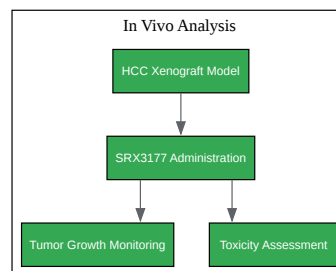 In Vivo Analysis
HCC Xenograft Model
SRX3177 Administration
Tumor Growth Monitoring
Toxicity Assessment